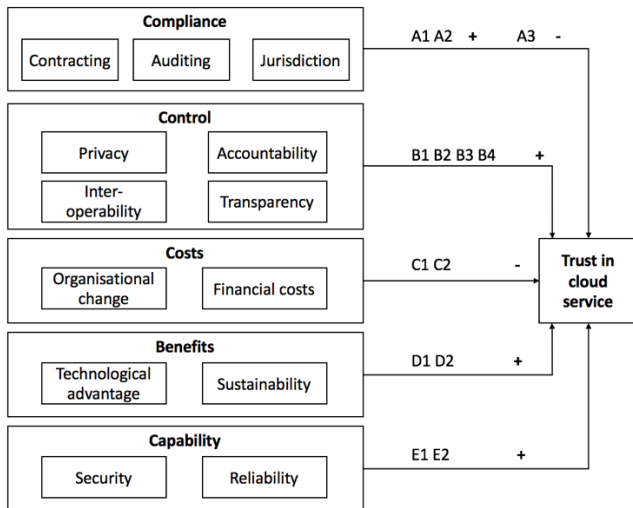 Compliance
Contracting Auditing Jurisdiction
A1 A2 + A3 -
Control
Privacy Accountability
Inter-
operability
Transparency
B1 B2 B3 B4 +
Costs
Organisational
change
Financial costs
C1 C2 -
Benefits
Technological
advantage
Sustainability
D1 D2 +
Capability
Security Reliability
E1 E2 +
Trust in
cloud
service